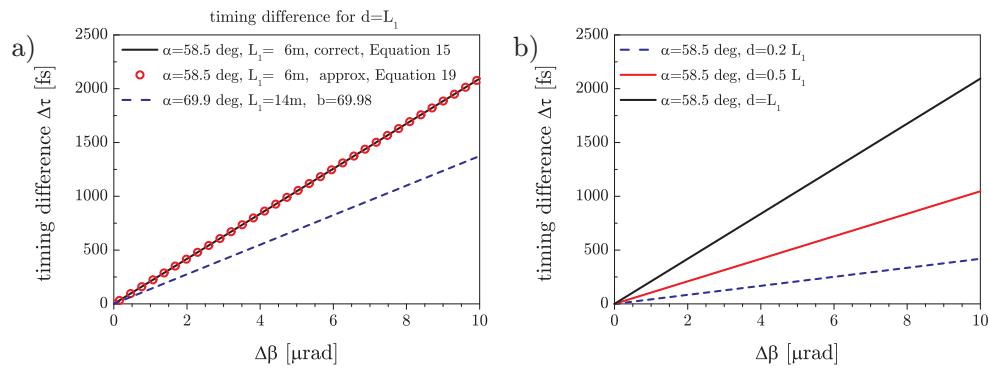 timing difference for d=L₁
a)
2500
2000
1500
1000
500
0
timing difference Δτ [fs]
α=58.5 deg, L₁= 6m, correct, Equation 15
α=58.5 deg, L₁= 6m, approx, Equation 19
α=69.9 deg, L₁=14m, b=69.98
0 2 4 6 8 10
Δβ [μrad]
b)
2500
2000
1500
1000
500
0
timing difference Δτ [fs]
α=58.5 deg, d=0.2 L₁
α=58.5 deg, d=0.5 L₁
α=58.5 deg, d=L₁
0 2 4 6 8 10
Δβ [μrad]